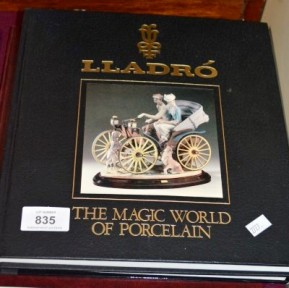 LLADRÓ
THE MAGIC WORLD
OF PORCELAIN
835